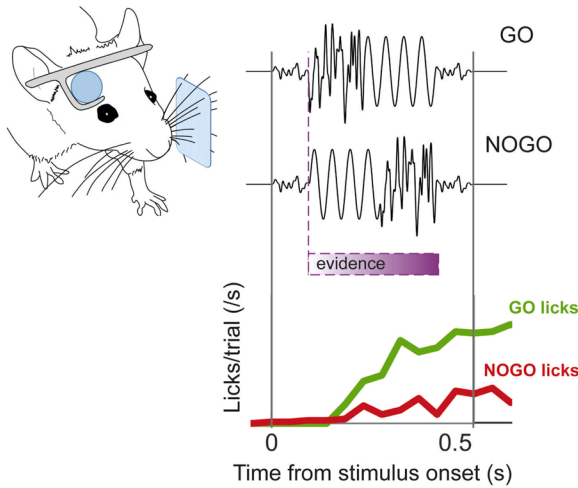 GO
NOGO
evidence
Licks/trial (/s)
GO licks
NOGO licks
0
0.5
Time from stimulus onset (s)